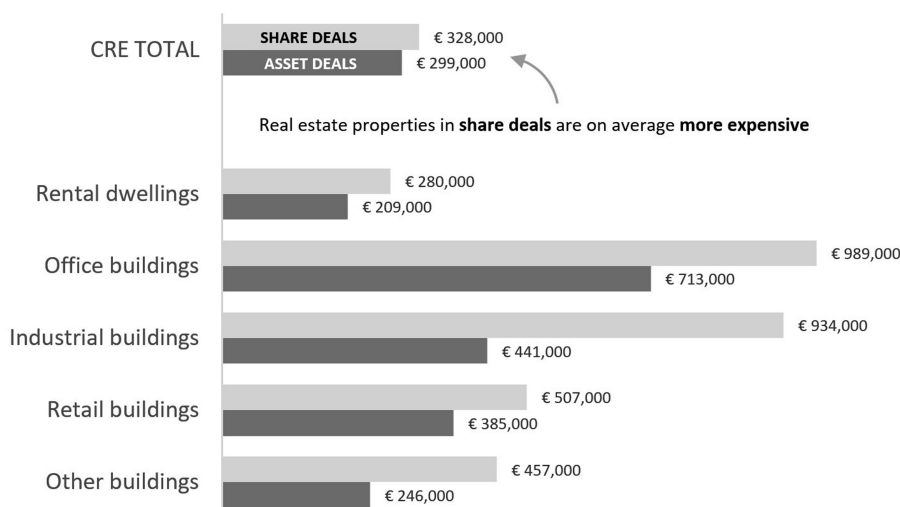 CRE TOTAL
SHARE DEALS
€ 328,000
ASSET DEALS
€ 299,000
Real estate properties in share deals are on average more expensive
Rental dwellings
€ 280,000
€ 209,000
Office buildings
€ 989,000
€ 713,000
Industrial buildings
€ 934,000
€ 441,000
Retail buildings
€ 507,000
€ 385,000
Other buildings
€ 457,000
€ 246,000